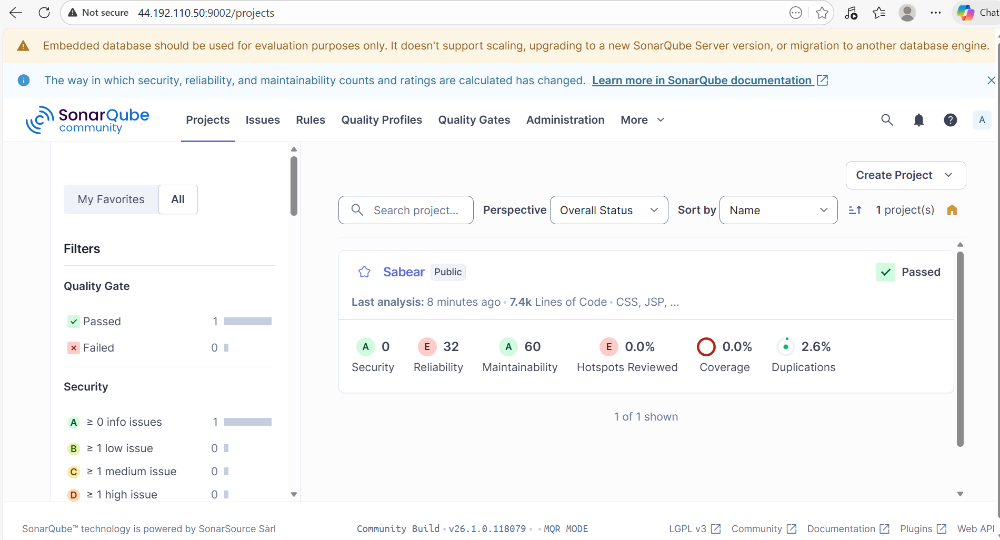 Not secure 44.192.110.50:9002/projects Chat
Embedded database should be used for evaluation purposes only. It doesn't support scaling, upgrading to a new SonarQube Server version, or migration to another database engine.
The way in which security, reliability, and maintainability counts and ratings are calculated has changed. Learn more in SonarQube documentation
SonarQube community Projects Issues Rules Quality Profiles Quality Gates Administration More A
My Favorites All
Filters
Quality Gate
Passed 1
Failed 0
Security
A ≥ 0 info issues 1
B ≥ 1 low issue 0
C ≥ 1 medium issue 0
D ≥ 1 high issue 0
Create Project
Search project... Perspective Overall Status Sort by Name 1 project(s)
Sabear Public Passed
Last analysis: 8 minutes ago • 7.4k Lines of Code • CSS, JSP, ...
A 0 E 32 A 60 E 0.0% 0.0% 2.6%
Security Reliability Maintainability Hotspots Reviewed Coverage Duplications
1 of 1 shown
SonarQube™ technology is powered by SonarSource Sàrl Community Build • v26.1.0.118079 • • MQR MODE LGPL v3 Community Documentation Plugins Web API